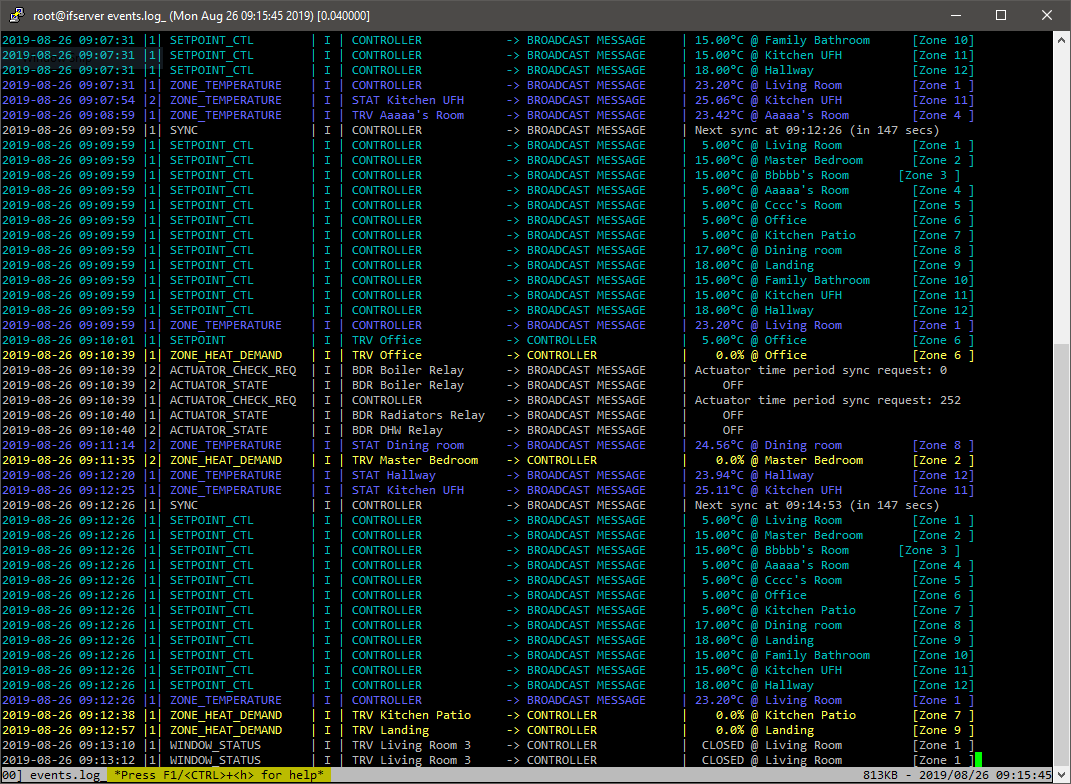 root@ifserver events.log_ (Mon Aug 26 09:15:45 2019) [0.040000]
2019-08-26 09:07:31 |1| SETPOINT_CTL | I | CONTROLLER -> BROADCAST MESSAGE | 15.00°C @ Family Bathroom [Zone 10]
2019-08-26 09:07:31 |1| SETPOINT_CTL | I | CONTROLLER -> BROADCAST MESSAGE | 15.00°C @ Kitchen UFH [Zone 11]
2019-08-26 09:07:31 |1| SETPOINT_CTL | I | CONTROLLER -> BROADCAST MESSAGE | 18.00°C @ Hallway [Zone 12]
2019-08-26 09:07:31 |1| ZONE_TEMPERATURE | I | CONTROLLER -> BROADCAST MESSAGE | 23.20°C @ Living Room [Zone 1 ]
2019-08-26 09:07:54 |2| ZONE_TEMPERATURE | I | STAT Kitchen UFH -> BROADCAST MESSAGE | 25.06°C @ Kitchen UFH [Zone 11]
2019-08-26 09:08:59 |2| ZONE_TEMPERATURE | I | TRV Aaaaa's Room -> BROADCAST MESSAGE | 23.42°C @ Aaaaa's Room [Zone 4 ]
2019-08-26 09:09:59 |1| SYNC | I | CONTROLLER -> BROADCAST MESSAGE | Next sync at 09:12:26 (in 147 secs)
2019-08-26 09:09:59 |1| SETPOINT_CTL | I | CONTROLLER -> BROADCAST MESSAGE | 5.00°C @ Living Room [Zone 1 ]
2019-08-26 09:09:59 |1| SETPOINT_CTL | I | CONTROLLER -> BROADCAST MESSAGE | 15.00°C @ Master Bedroom [Zone 2 ]
2019-08-26 09:09:59 |1| SETPOINT_CTL | I | CONTROLLER -> BROADCAST MESSAGE | 15.00°C @ Bbbbb's Room [Zone 3 ]
2019-08-26 09:09:59 |1| SETPOINT_CTL | I | CONTROLLER -> BROADCAST MESSAGE | 5.00°C @ Aaaaa's Room [Zone 4 ]
2019-08-26 09:09:59 |1| SETPOINT_CTL | I | CONTROLLER -> BROADCAST MESSAGE | 5.00°C @ Cccc's Room [Zone 5 ]
2019-08-26 09:09:59 |1| SETPOINT_CTL | I | CONTROLLER -> BROADCAST MESSAGE | 5.00°C @ Office [Zone 6 ]
2019-08-26 09:09:59 |1| SETPOINT_CTL | I | CONTROLLER -> BROADCAST MESSAGE | 5.00°C @ Kitchen Patio [Zone 7 ]
2019-08-26 09:09:59 |1| SETPOINT_CTL | I | CONTROLLER -> BROADCAST MESSAGE | 17.00°C @ Dining room [Zone 8 ]
2019-08-26 09:09:59 |1| SETPOINT_CTL | I | CONTROLLER -> BROADCAST MESSAGE | 18.00°C @ Landing [Zone 9 ]
2019-08-26 09:09:59 |1| SETPOINT_CTL | I | CONTROLLER -> BROADCAST MESSAGE | 15.00°C @ Family Bathroom [Zone 10]
2019-08-26 09:09:59 |1| SETPOINT_CTL | I | CONTROLLER -> BROADCAST MESSAGE | 15.00°C @ Kitchen UFH [Zone 11]
2019-08-26 09:09:59 |1| SETPOINT_CTL | I | CONTROLLER -> BROADCAST MESSAGE | 18.00°C @ Hallway [Zone 12]
2019-08-26 09:09:59 |1| ZONE_TEMPERATURE | I | CONTROLLER -> BROADCAST MESSAGE | 23.20°C @ Living Room [Zone 1 ]
2019-08-26 09:10:01 |1| SETPOINT | I | TRV Office -> CONTROLLER | 5.00°C @ Office [Zone 6 ]
2019-08-26 09:10:39 |1| ZONE_HEAT_DEMAND | I | TRV Office -> CONTROLLER | 0.0% @ Office [Zone 6 ]
2019-08-26 09:10:39 |2| ACTUATOR_CHECK_REQ | I | BDR Boiler Relay -> BROADCAST MESSAGE | Actuator time period sync request: 0
2019-08-26 09:10:39 |2| ACTUATOR_STATE | I | BDR Boiler Relay -> BROADCAST MESSAGE | OFF
2019-08-26 09:10:39 |1| ACTUATOR_CHECK_REQ | I | CONTROLLER -> BROADCAST MESSAGE | Actuator time period sync request: 252
2019-08-26 09:10:40 |1| ACTUATOR_STATE | I | BDR Radiators Relay -> BROADCAST MESSAGE | OFF
2019-08-26 09:10:40 |2| ACTUATOR_STATE | I | BDR DHW Relay -> BROADCAST MESSAGE | OFF
2019-08-26 09:11:14 |2| ZONE_TEMPERATURE | I | STAT Dining room -> BROADCAST MESSAGE | 24.56°C @ Dining room [Zone 8 ]
2019-08-26 09:11:35 |2| ZONE_HEAT_DEMAND | I | TRV Master Bedroom -> CONTROLLER | 0.0% @ Master Bedroom [Zone 2 ]
2019-08-26 09:12:20 |1| ZONE_TEMPERATURE | I | STAT Hallway -> BROADCAST MESSAGE | 23.94°C @ Hallway [Zone 12]
2019-08-26 09:12:25 |1| ZONE_TEMPERATURE | I | STAT Kitchen UFH -> BROADCAST MESSAGE | 25.11°C @ Kitchen UFH [Zone 11]
2019-08-26 09:12:26 |1| SYNC | I | CONTROLLER -> BROADCAST MESSAGE | Next sync at 09:14:53 (in 147 secs)
2019-08-26 09:12:26 |1| SETPOINT_CTL | I | CONTROLLER -> BROADCAST MESSAGE | 5.00°C @ Living Room [Zone 1 ]
2019-08-26 09:12:26 |1| SETPOINT_CTL | I | CONTROLLER -> BROADCAST MESSAGE | 15.00°C @ Master Bedroom [Zone 2 ]
2019-08-26 09:12:26 |1| SETPOINT_CTL | I | CONTROLLER -> BROADCAST MESSAGE | 15.00°C @ Bbbbb's Room [Zone 3 ]
2019-08-26 09:12:26 |1| SETPOINT_CTL | I | CONTROLLER -> BROADCAST MESSAGE | 5.00°C @ Aaaaa's Room [Zone 4 ]
2019-08-26 09:12:26 |1| SETPOINT_CTL | I | CONTROLLER -> BROADCAST MESSAGE | 5.00°C @ Cccc's Room [Zone 5 ]
2019-08-26 09:12:26 |1| SETPOINT_CTL | I | CONTROLLER -> BROADCAST MESSAGE | 5.00°C @ Office [Zone 6 ]
2019-08-26 09:12:26 |1| SETPOINT_CTL | I | CONTROLLER -> BROADCAST MESSAGE | 5.00°C @ Kitchen Patio [Zone 7 ]
2019-08-26 09:12:26 |1| SETPOINT_CTL | I | CONTROLLER -> BROADCAST MESSAGE | 17.00°C @ Dining room [Zone 8 ]
2019-08-26 09:12:26 |1| SETPOINT_CTL | I | CONTROLLER -> BROADCAST MESSAGE | 18.00°C @ Landing [Zone 9 ]
2019-08-26 09:12:26 |1| SETPOINT_CTL | I | CONTROLLER -> BROADCAST MESSAGE | 15.00°C @ Family Bathroom [Zone 10]
2019-08-26 09:12:26 |1| SETPOINT_CTL | I | CONTROLLER -> BROADCAST MESSAGE | 15.00°C @ Kitchen UFH [Zone 11]
2019-08-26 09:12:26 |1| SETPOINT_CTL | I | CONTROLLER -> BROADCAST MESSAGE | 18.00°C @ Hallway [Zone 12]
2019-08-26 09:12:26 |1| ZONE_TEMPERATURE | I | CONTROLLER -> BROADCAST MESSAGE | 23.20°C @ Living Room [Zone 1 ]
2019-08-26 09:12:38 |1| ZONE_HEAT_DEMAND | I | TRV Kitchen Patio -> CONTROLLER | 0.0% @ Kitchen Patio [Zone 7 ]
2019-08-26 09:12:57 |1| ZONE_HEAT_DEMAND | I | TRV Landing -> CONTROLLER | 0.0% @ Landing [Zone 9 ]
2019-08-26 09:13:10 |1| WINDOW_STATUS | I | TRV Living Room 3 -> CONTROLLER | CLOSED @ Living Room [Zone 1 ]
2019-08-26 09:13:12 |1| WINDOW_STATUS | I | TRV Living Room 3 -> CONTROLLER | CLOSED @ Living Room [Zone 1 ]
00] events.log_ *Press F1/<CTRL>+<h> for help* 813KB - 2019/08/26 09:15:45